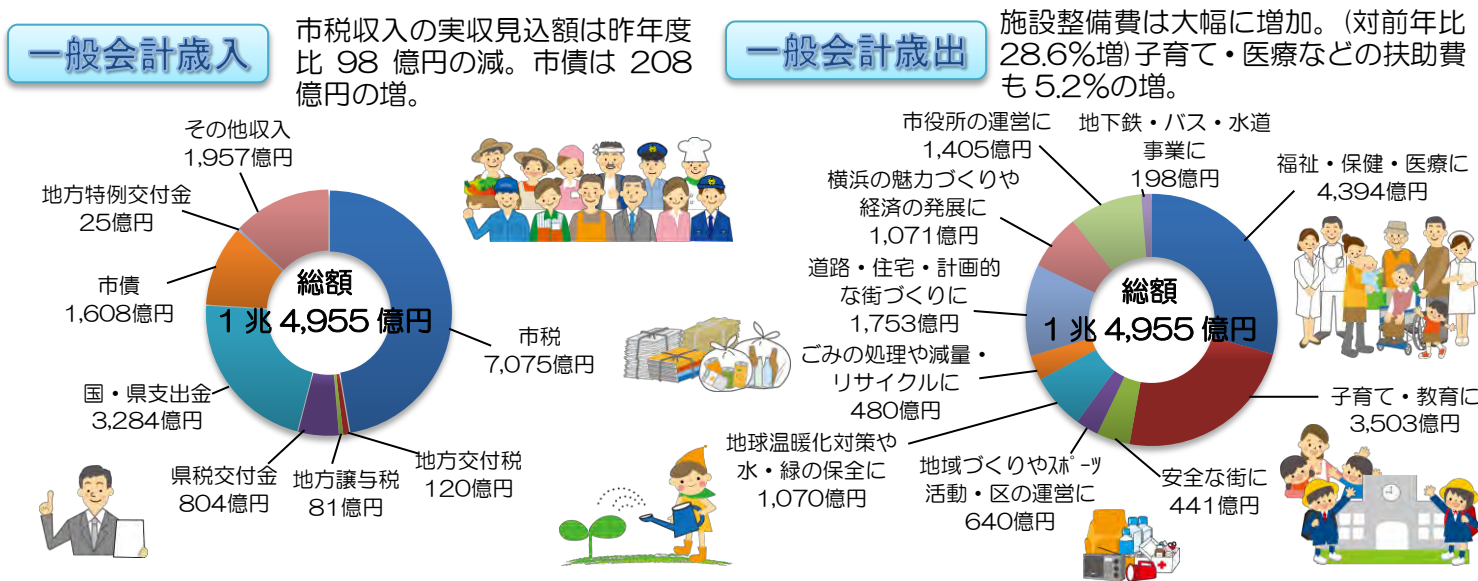 一般会計歳入
市税収入の実収見込額は昨年度
比 98 億円の減。市債は 208
億円の増。
その他収入
1,957億円
地方特例交付金
25億円
市債
1,608億円
国・県支出金
3,284億円
県税交付金
804億円
地方譲与税
81億円
地方交付税
120億円
市税
7,075億円
総額
1 兆 4,955 億円
一般会計歳出
施設整備費は大幅に増加。(対前年比
28.6%増)子育て・医療などの扶助費
も 5.2%の増。
市役所の運営に
1,405億円
地下鉄・バス・水道
事業に
198億円
横浜の魅力づくりや
経済の発展に
1,071億円
道路・住宅・計画的
な街づくりに
1,753億円
ごみの処理や減量・
リサイクルに
480億円
地球温暖化対策や
水・緑の保全に
1,070億円
地域づくりやスポーツ
活動・区の運営に
640億円
安全な街に
441億円
子育て・教育に
3,503億円
福祉・保健・医療に
4,394億円
総額
1 兆 4,955 億円